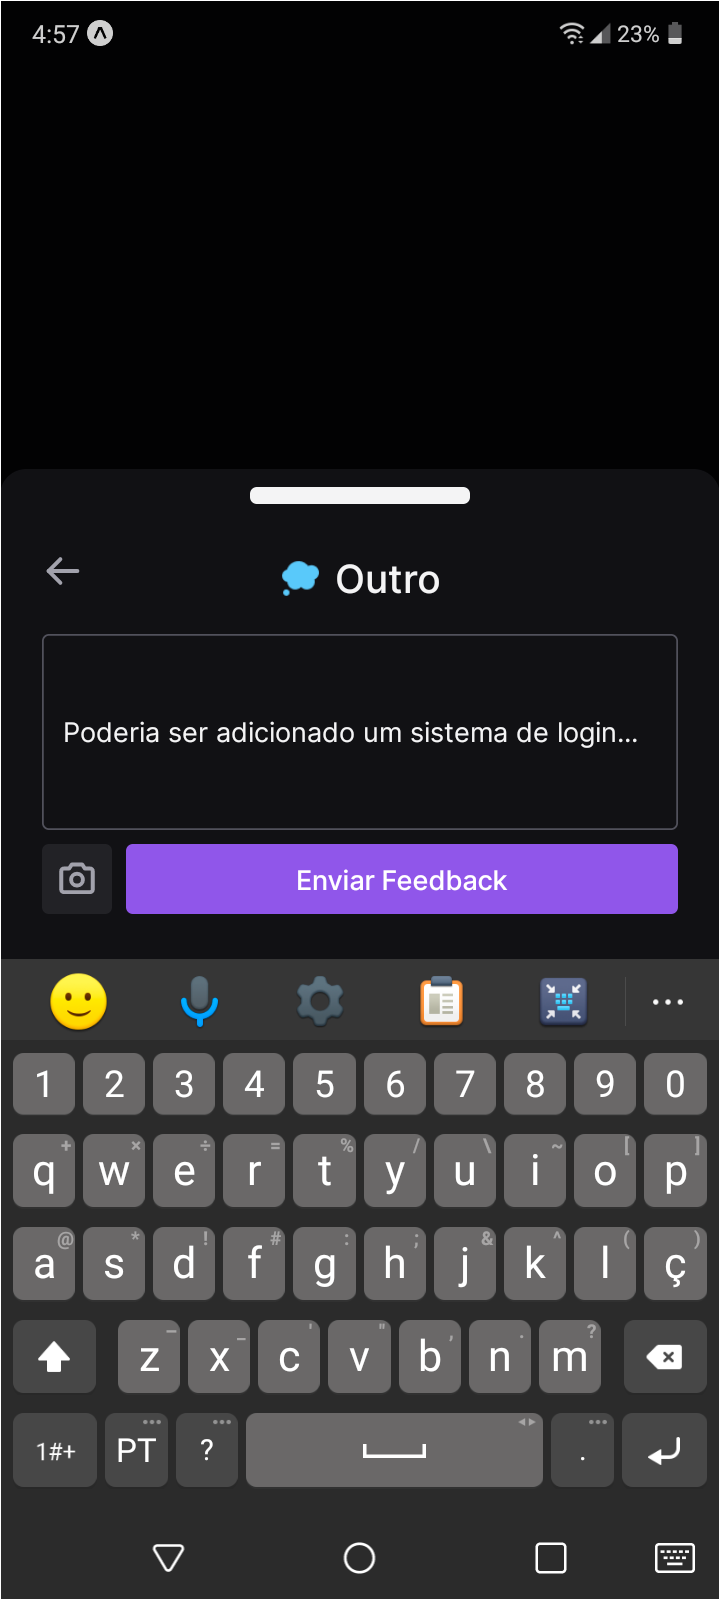 4:57 23%
Outro
Poderia ser adicionado um sistema de login...
Enviar Feedback
...
1 2 3 4 5 6 7 8 9 0
+ × ÷ = % / \ ~ [ ]
q w e r t y u i o p
@ * ! # : ; & ^ ( )
a s d f g h j k l ç
– _ ' " , . ?
z x c v b n m
1#+ PT ? .